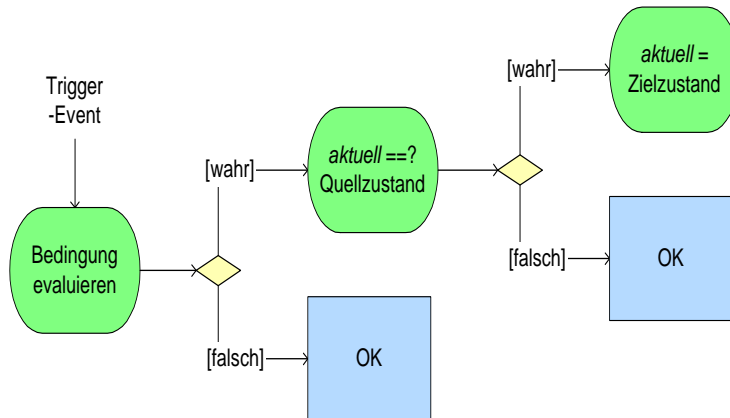 Trigger
-Event
Bedingung
evaluieren
[wahr]
aktuell ==?
Quellzustand
[falsch]
OK
[wahr]
aktuell =
Zielzustand
[falsch]
OK